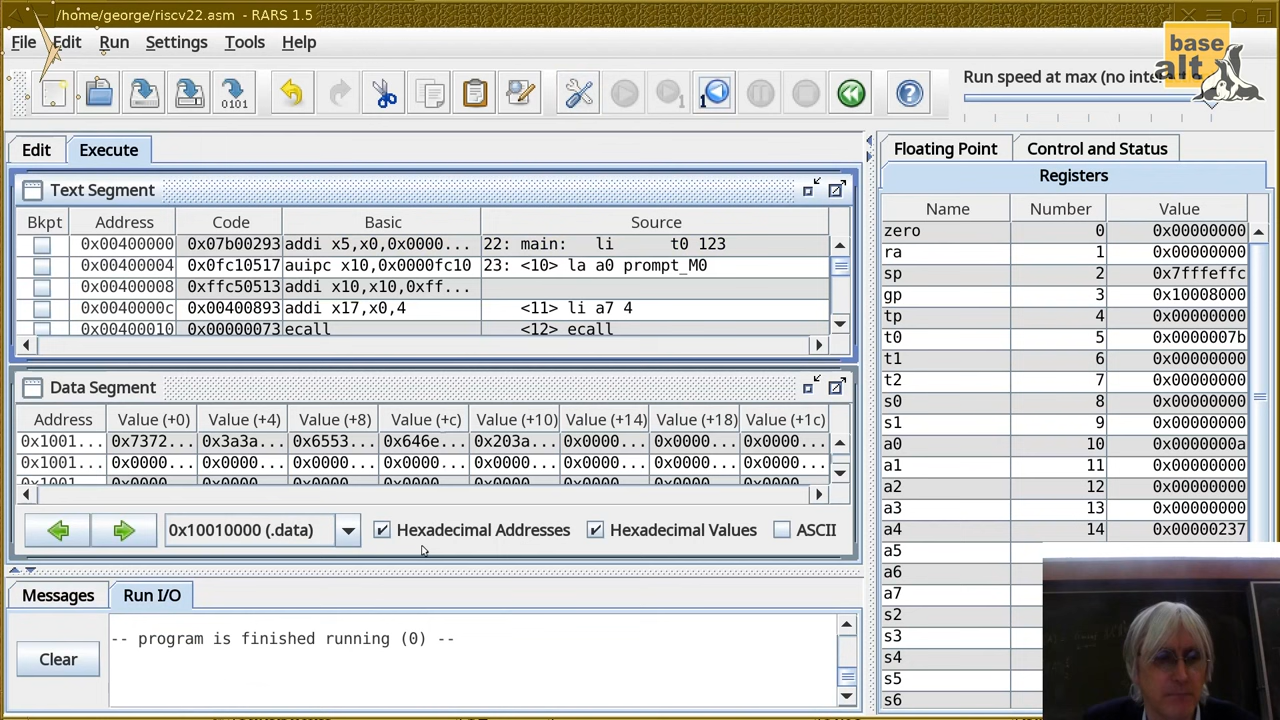 /home/george/riscv22.asm - RARS 1.5
File Edit Run Settings Tools Help
base
alt
Run speed at max (no inte
0101
1
1
Edit Execute
Text Segment
Bkpt Address Code Basic Source
0x00400000 0x07b00293 addi x5,x0,0x0000... 22: main: li t0 123
0x00400004 0x0fc10517 auipc x10,0x0000fc10 23: <10> la a0 prompt_M0
0x00400008 0xffc50513 addi x10,x10,0xff...
0x0040000c 0x00400893 addi x17,x0,4 <11> li a7 4
0x00400010 0x00000073 ecall <12> ecall
Data Segment
Address Value (+0) Value (+4) Value (+8) Value (+c) Value (+10) Value (+14) Value (+18) Value (+1c)
0x1001... 0x7372... 0x3a3a... 0x6553... 0x646e... 0x203a... 0x0000... 0x0000... 0x0000...
0x1001... 0x0000... 0x0000... 0x0000... 0x0000... 0x0000... 0x0000... 0x0000... 0x0000...
0x10010000 (.data) Hexadecimal Addresses Hexadecimal Values ASCII
Messages Run I/O
-- program is finished running (0) --
Clear
Floating Point Control and Status
Registers
Name Number Value
zero 0 0x00000000
ra 1 0x00000000
sp 2 0x7fffeffc
gp 3 0x10008000
tp 4 0x00000000
t0 5 0x0000007b
t1 6 0x00000000
t2 7 0x00000000
s0 8 0x00000000
s1 9 0x00000000
a0 10 0x0000000a
a1 11 0x00000000
a2 12 0x00000000
a3 13 0x00000000
a4 14 0x00000237
a5
a6
a7
s2
s3
s4
s5
s6